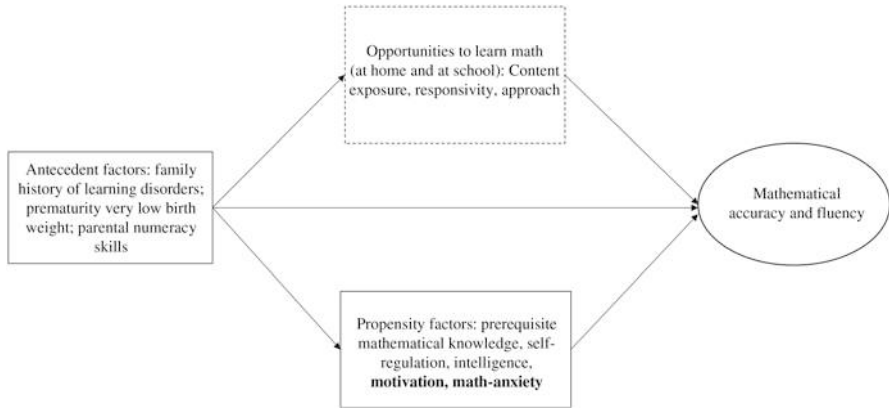 Opportunities to learn math
(at home and at school): Content
exposure, responsivity, approach
Antecedent factors: family
history of learning disorders;
prematurity very low birth
weight; parental numeracy
skills
Mathematical
accuracy and fluency
Propensity factors: prerequisite
mathematical knowledge, self-
regulation, intelligence,
motivation, math-anxiety